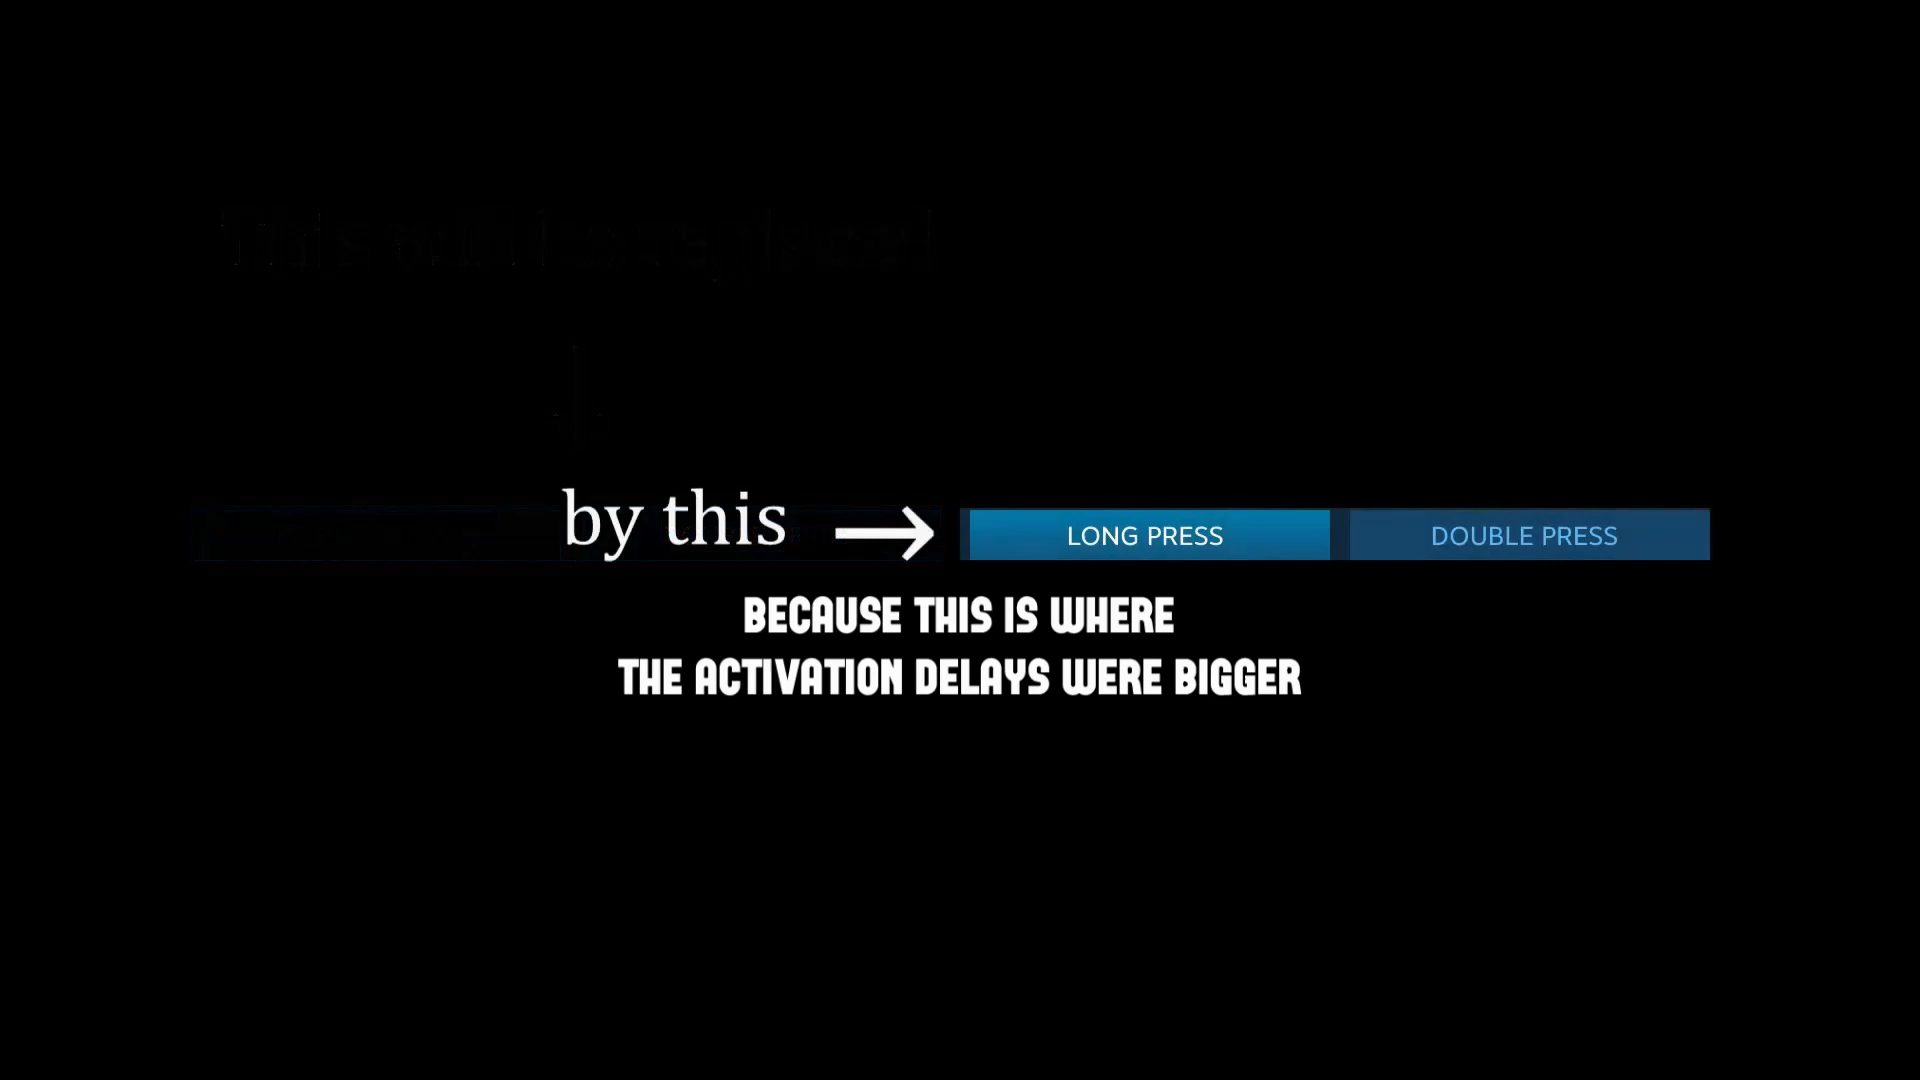 by this → LONG PRESS DOUBLE PRESS
BECAUSE THIS IS WHERE
THE ACTIVATION DELAYS WERE BIGGER